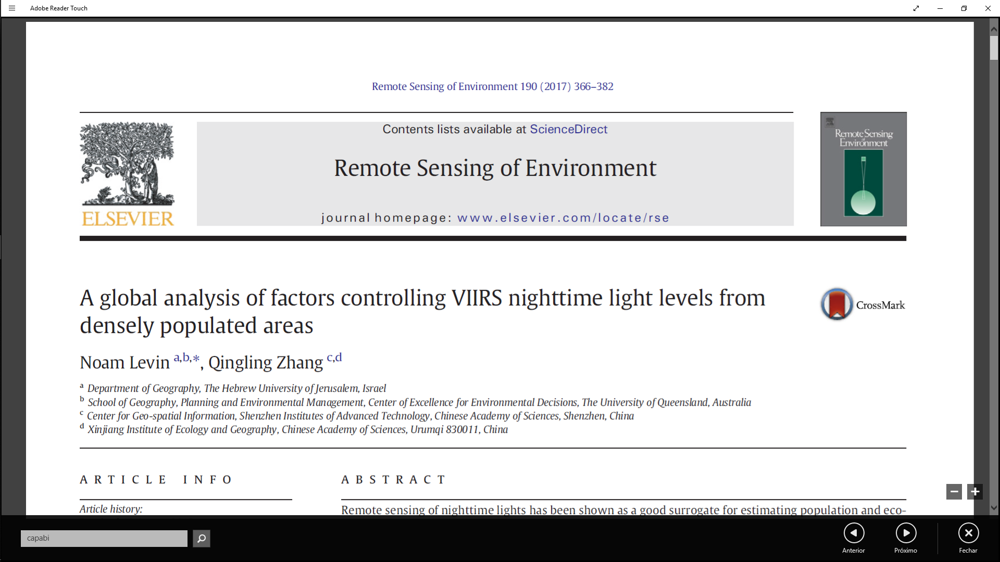 Adobe Reader Touch
Remote Sensing of Environment 190 (2017) 366–382
Contents lists available at ScienceDirect
Remote Sensing of Environment
journal homepage: www.elsevier.com/locate/rse
ELSEVIER
Remote Sensing
of
Environment
A global analysis of factors controlling VIIRS nighttime light levels from
densely populated areas
CrossMark
Noam Levin a,b,*, Qingling Zhang c,d
a Department of Geography, The Hebrew University of Jerusalem, Israel
b School of Geography, Planning and Environmental Management, Center of Excellence for Environmental Decisions, The University of Queensland, Australia
c Center for Geo-spatial Information, Shenzhen Institutes of Advanced Technology, Chinese Academy of Sciences, Shenzhen, China
d Xinjiang Institute of Ecology and Geography, Chinese Academy of Sciences, Urumqi 830011, China
ARTICLE INFO
Article history:
ABSTRACT
Remote sensing of nighttime lights has been shown as a good surrogate for estimating population and eco-
capabi
Anterior
Próximo
Fechar